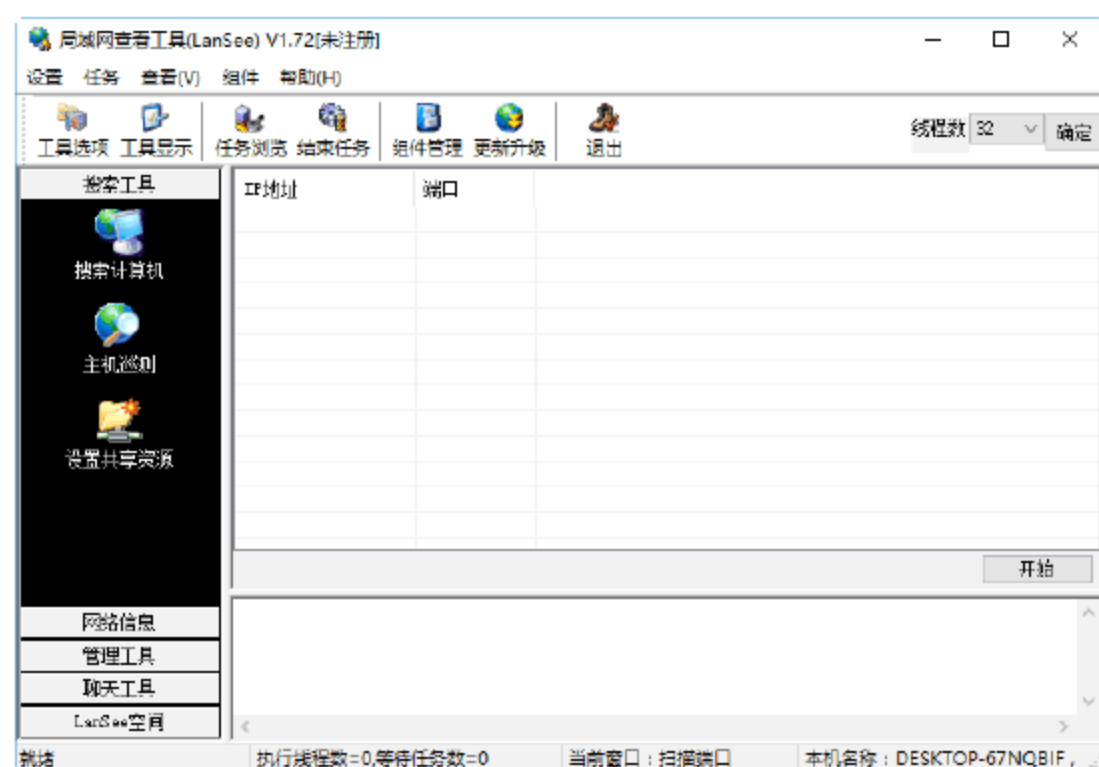 局域网查看工具(LanSee) V1.72[未注册]
设置 任务 查看(V) 组件 帮助(H)
工具选项 工具显示 任务浏览 结束任务 组件管理 更新升级 退出 线程数 32 确定
搜索工具 IP地址 端口
搜索计算机
主机巡测
设置共享资源
开始
网络信息
管理工具
聊天工具
LanSee空间
就绪 执行线程数=0,等待任务数=0 当前窗口：扫描端口 本机名称：DESKTOP-67NQBIF，